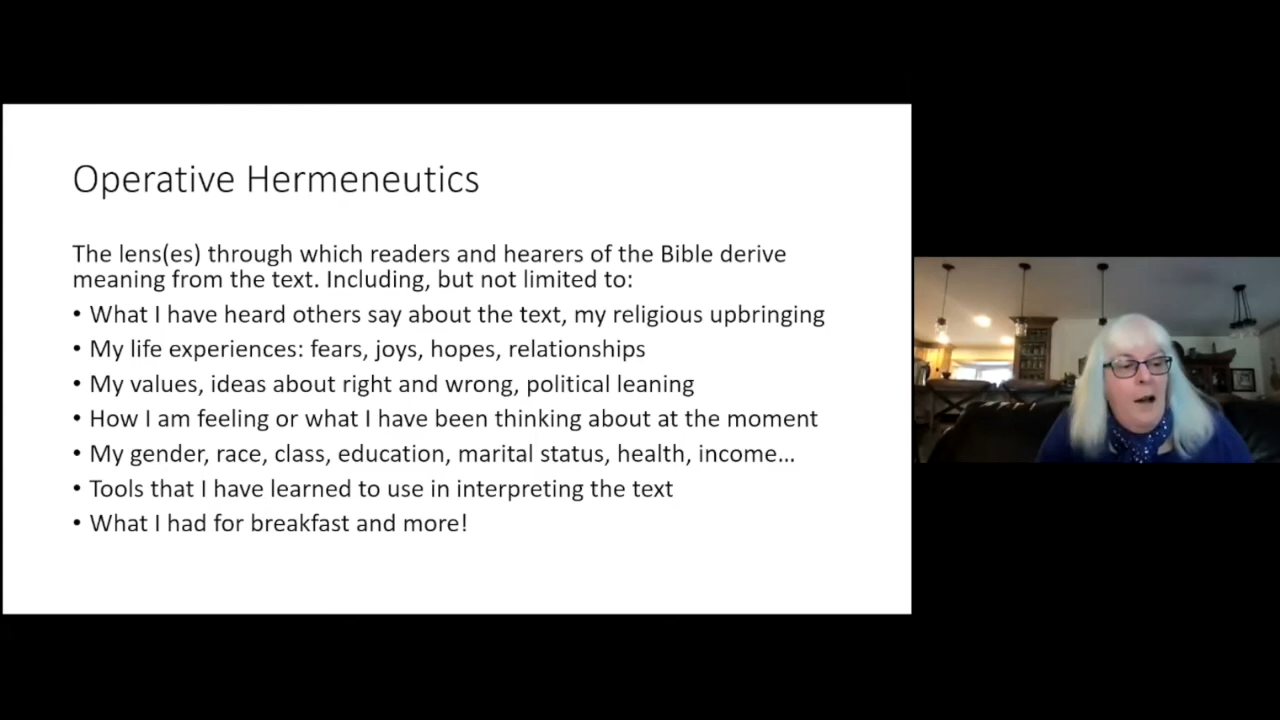 Operative Hermeneutics
The lens(es) through which readers and hearers of the Bible derive
meaning from the text. Including, but not limited to:
• What I have heard others say about the text, my religious upbringing
• My life experiences: fears, joys, hopes, relationships
• My values, ideas about right and wrong, political leaning
• How I am feeling or what I have been thinking about at the moment
• My gender, race, class, education, marital status, health, income…
• Tools that I have learned to use in interpreting the text
• What I had for breakfast and more!